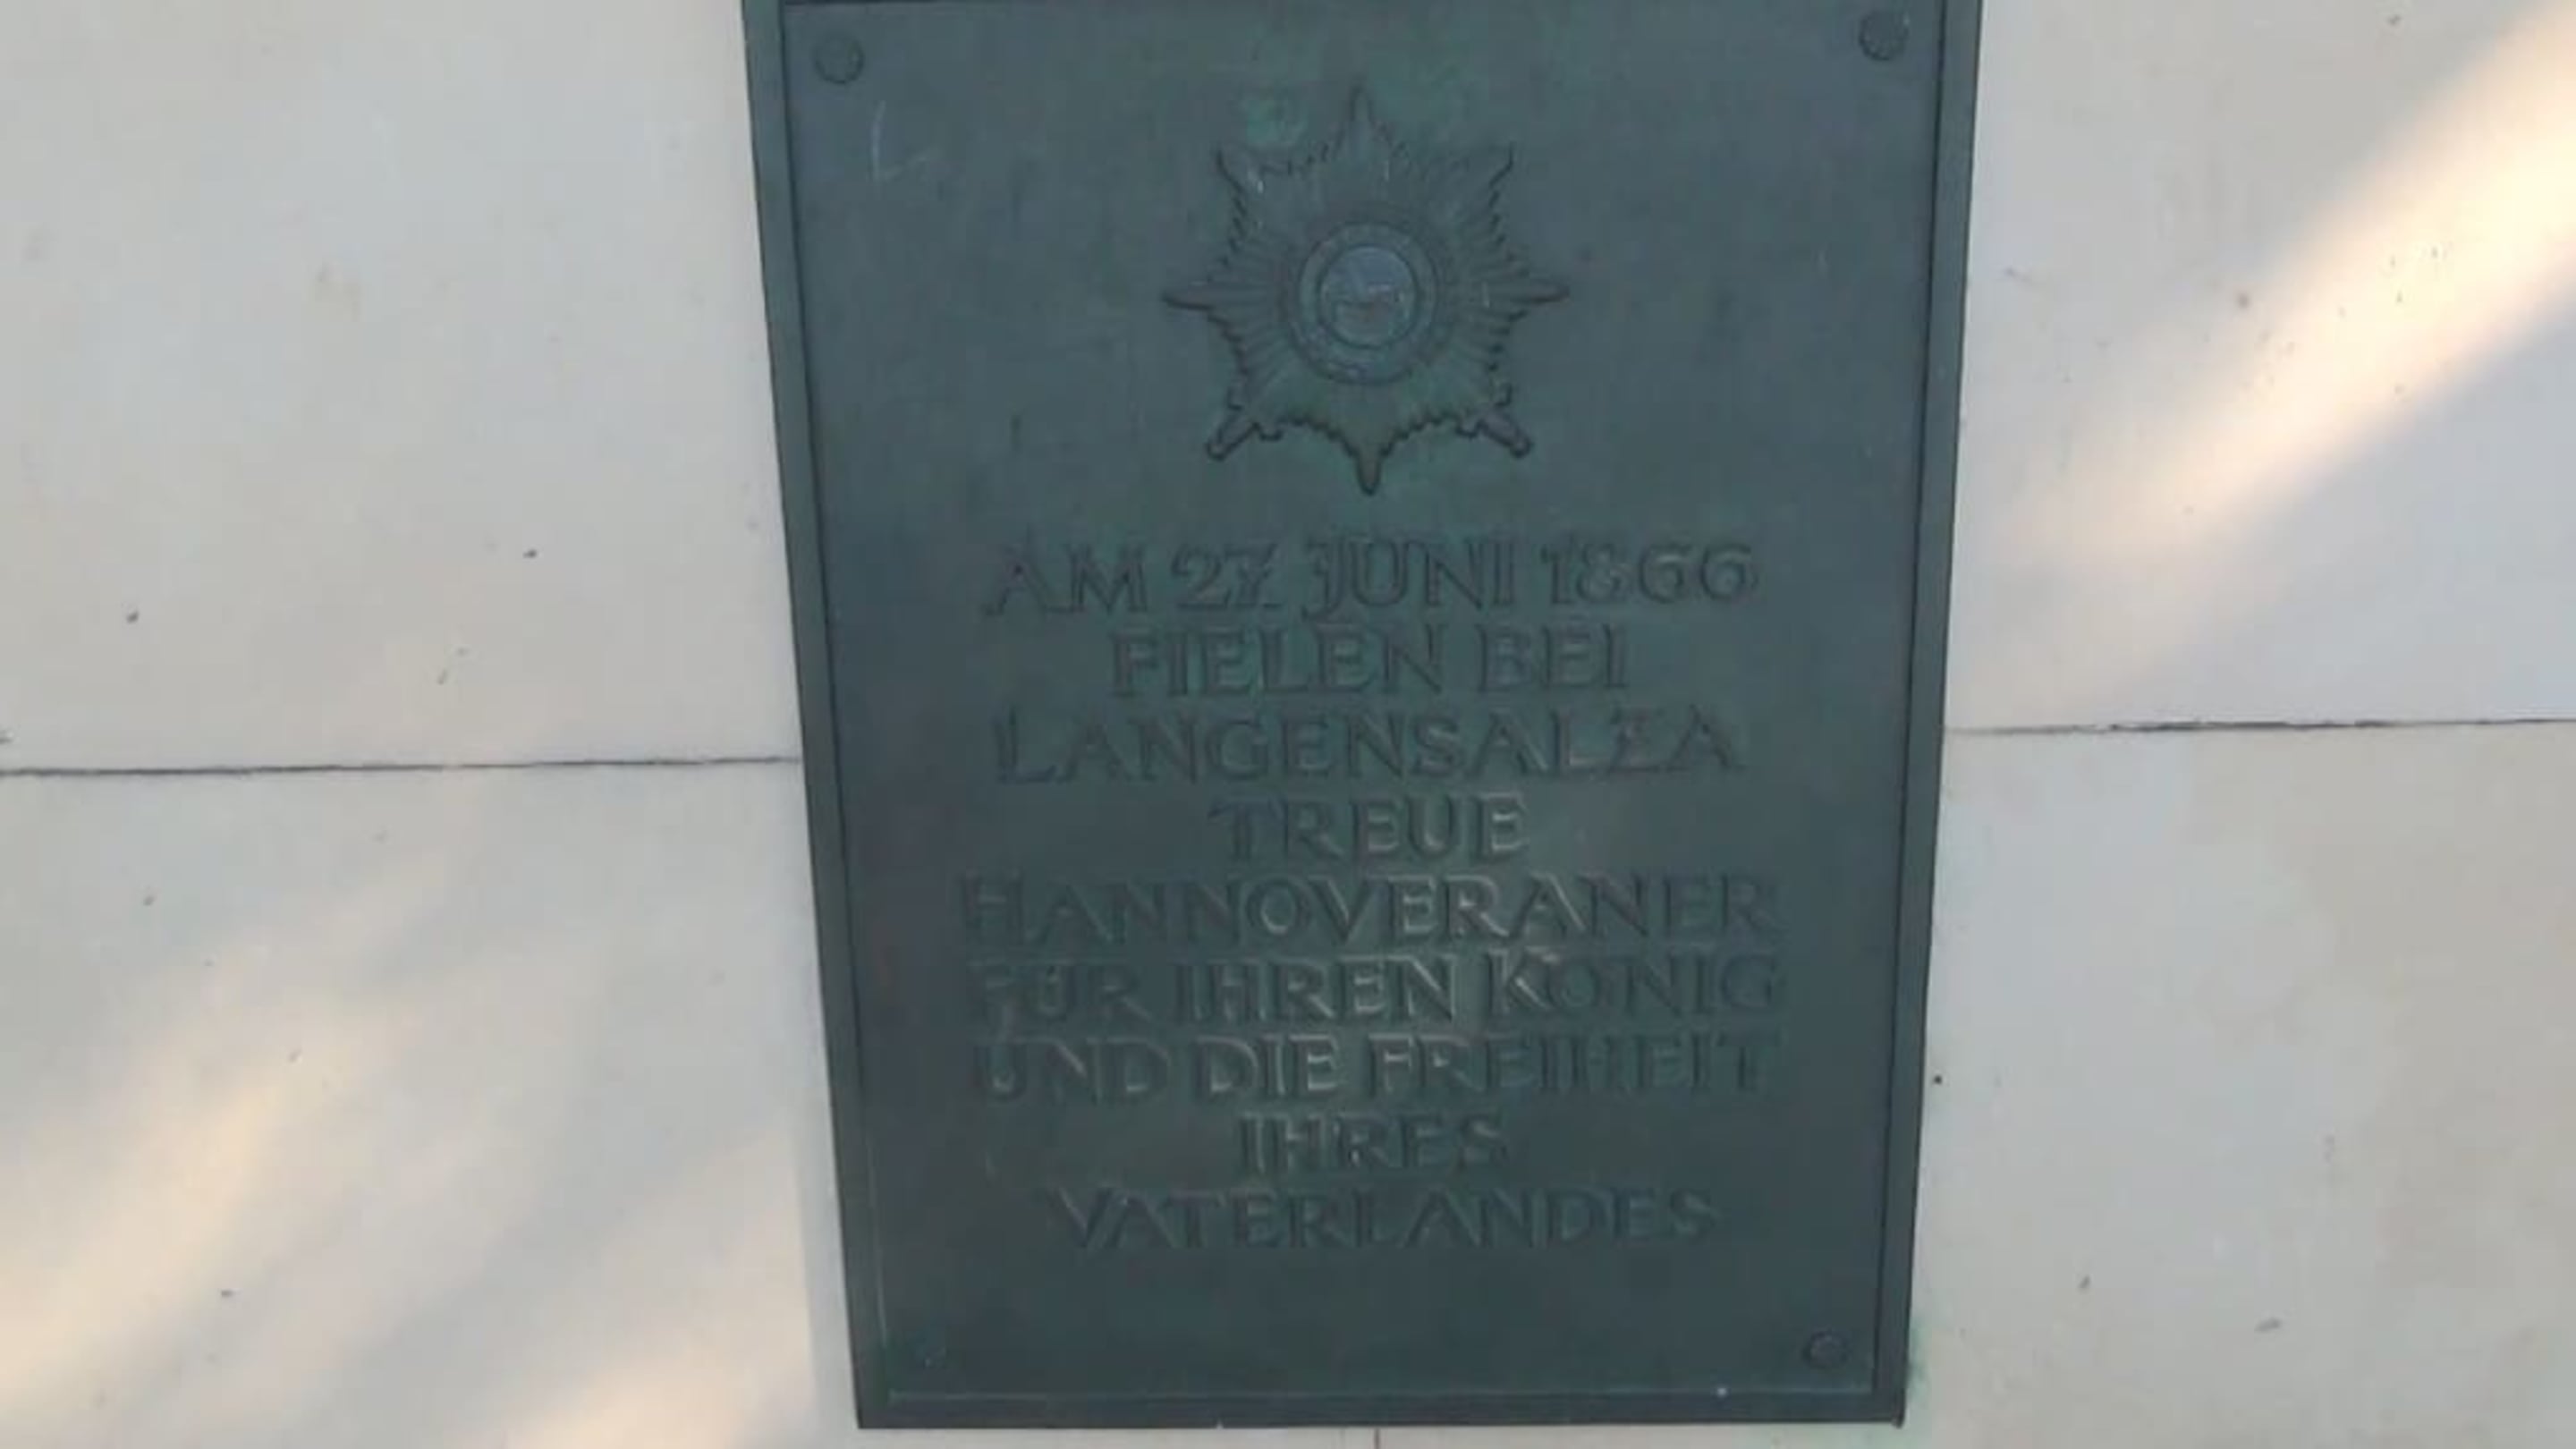 AM 27. JUNI 1866
FIELEN BEI
LANGENSALZA
TREUE
HANNOVERANER
FÜR IHREN KÖNIG
UND DIE FREIHEIT
IHRES
VATERLANDES